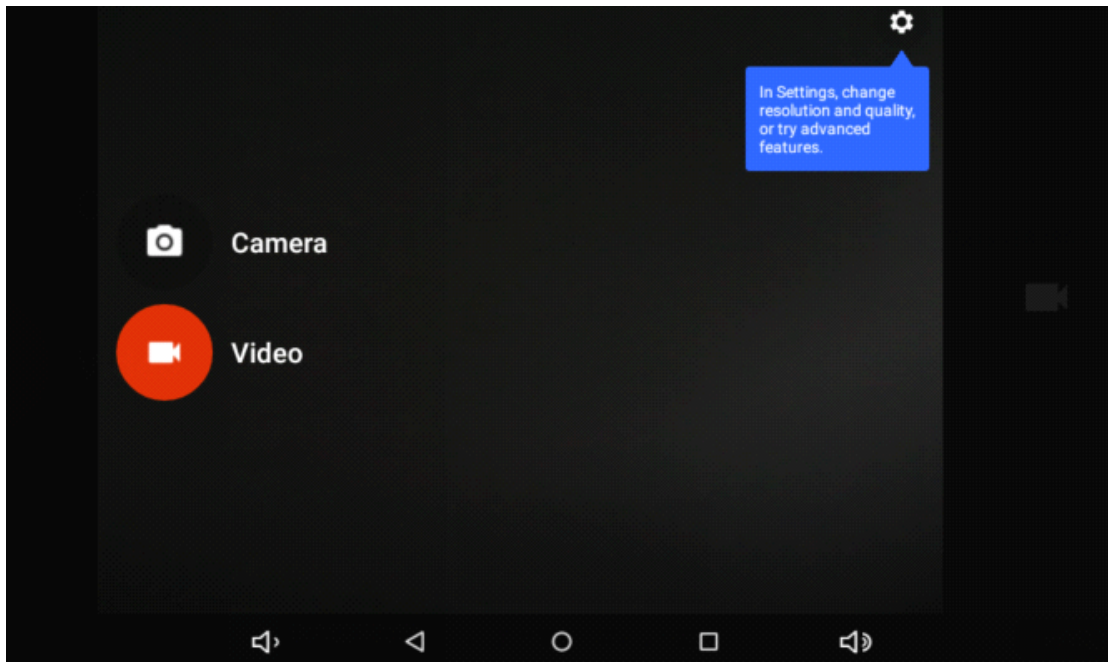 In Settings, change
resolution and quality,
or try advanced
features.
Camera
Video